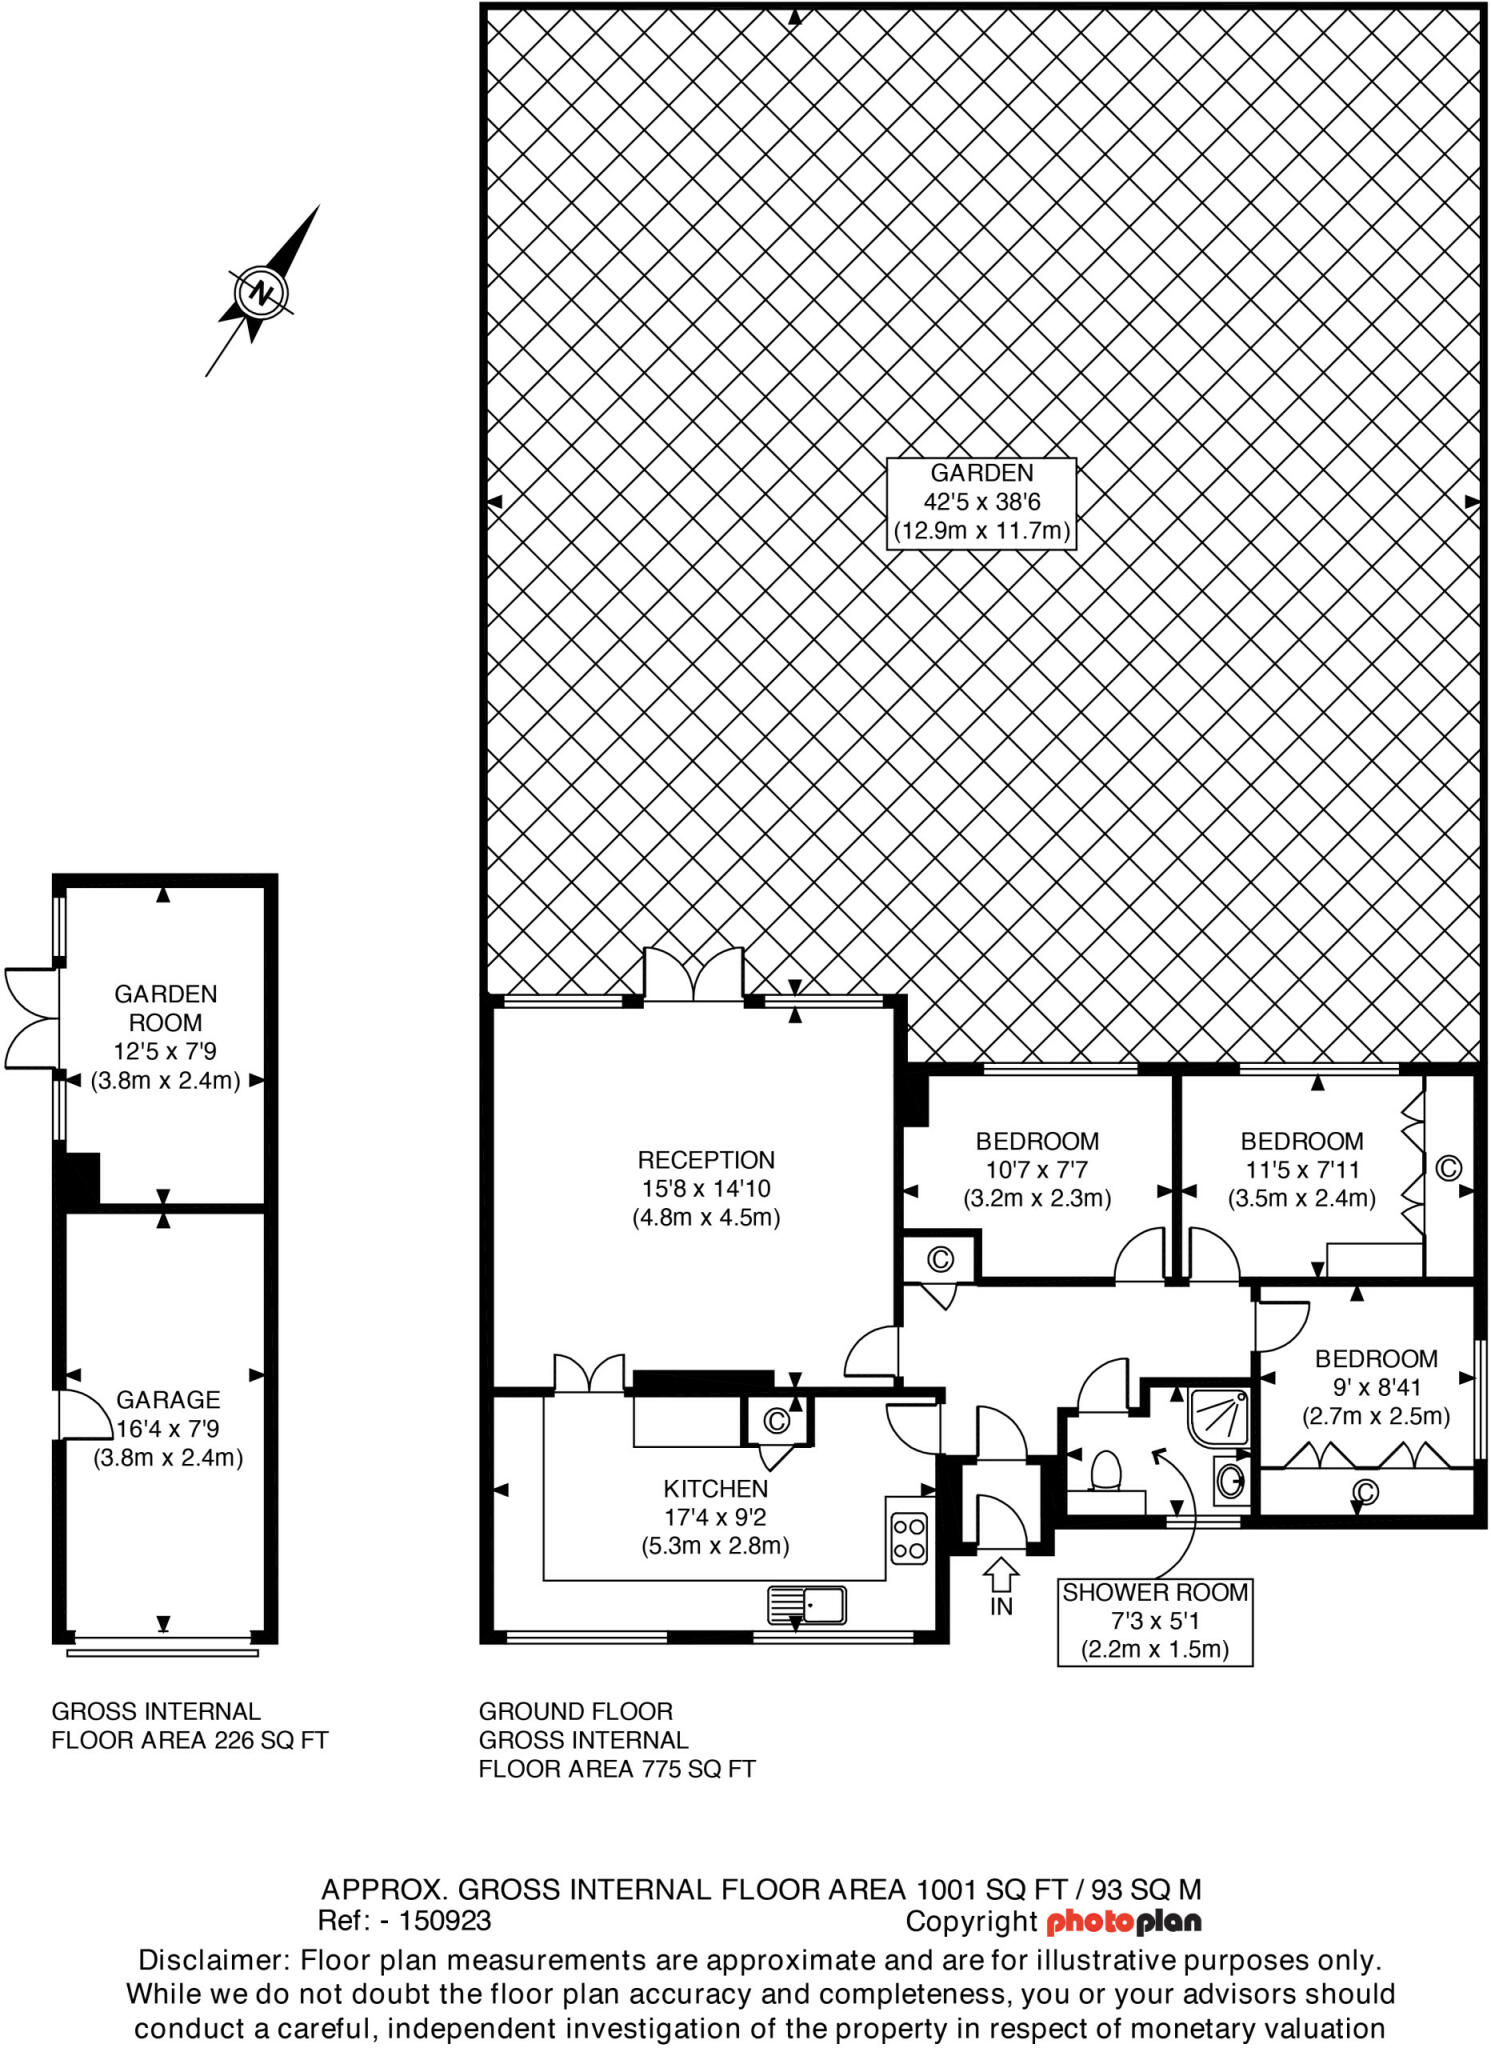 N
GARDEN
42'5 x 38'6
(12.9m x 11.7m)
GARDEN
ROOM
12'5 x 7'9
(3.8m x 2.4m)
RECEPTION
15'8 x 14'10
(4.8m x 4.5m)
BEDROOM
10'7 x 7'7
(3.2m x 2.3m)
BEDROOM
11'5 x 7'11
(3.5m x 2.4m)
C
C
BEDROOM
9' x 8'41
(2.7m x 2.5m)
C
GARAGE
16'4 x 7'9
(3.8m x 2.4m)
C
KITCHEN
17'4 x 9'2
(5.3m x 2.8m)
IN
SHOWER ROOM
7'3 x 5'1
(2.2m x 1.5m)
GROSS INTERNAL
FLOOR AREA 226 SQ FT
GROUND FLOOR
GROSS INTERNAL
FLOOR AREA 775 SQ FT
APPROX. GROSS INTERNAL FLOOR AREA 1001 SQ FT / 93 SQ M
Ref: - 150923
Copyright photoplan
Disclaimer: Floor plan measurements are approximate and are for illustrative purposes only.
While we do not doubt the floor plan accuracy and completeness, you or your advisors should
conduct a careful, independent investigation of the property in respect of monetary valuation